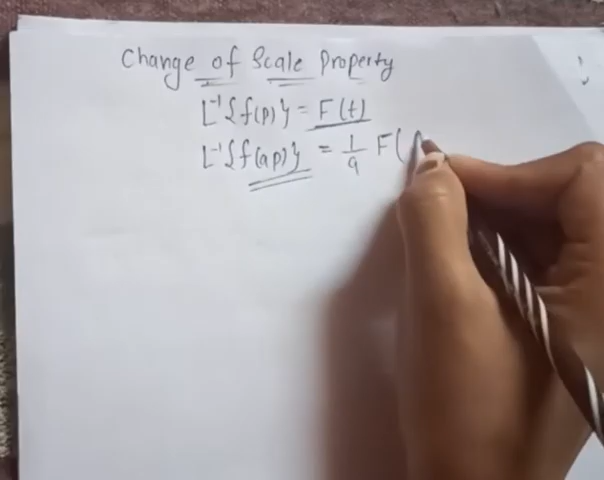 Change of Scale Property
L⁻¹{f(p)} = F(t)
L⁻¹{f(ap)} = 1/a F(